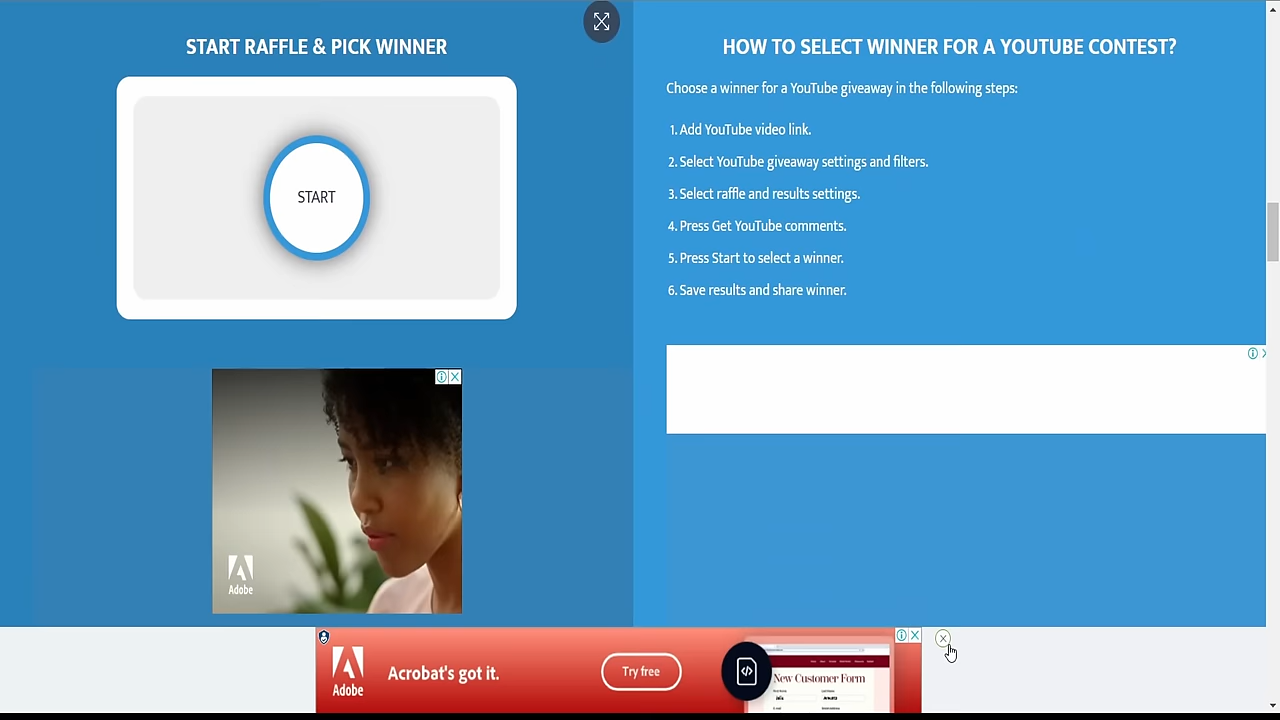 START RAFFLE & PICK WINNER
START
Adobe
HOW TO SELECT WINNER FOR A YOUTUBE CONTEST?
Choose a winner for a YouTube giveaway in the following steps:
1. Add YouTube video link.
2. Select YouTube giveaway settings and filters.
3. Select raffle and results settings.
4. Press Get YouTube comments.
5. Press Start to select a winner.
6. Save results and share winner.
Adobe
Acrobat's got it.
Try free
New Customer Form